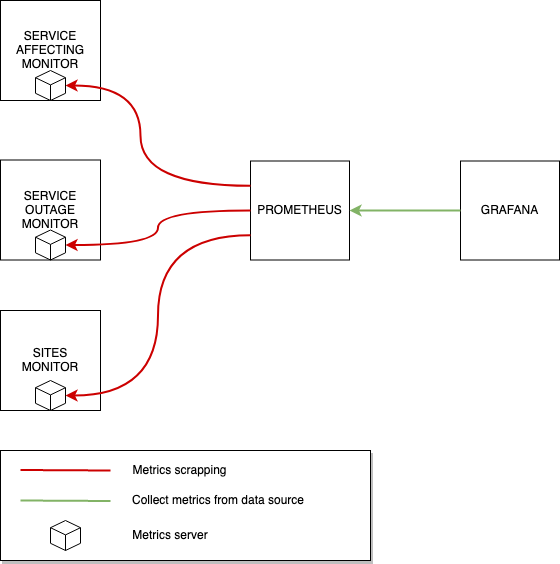 SERVICE
AFFECTING
MONITOR
SERVICE
OUTAGE
MONITOR
PROMETHEUS
GRAFANA
SITES
MONITOR
Metrics scrapping
Collect metrics from data source
Metrics server